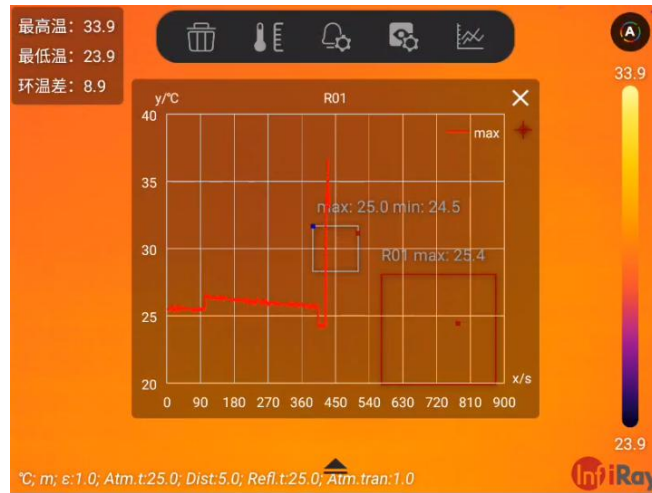 最高温：33.9
最低温：23.9
环温差：8.9
A
33.9
y/℃
R01
max
40
35
30
25
20
max: 25.0 min: 24.5
R01 max: 25.4
x/s
0 90 180 270 360 450 540 630 720 810 900
23.9
℃; m; ε:1.0; Atm.t:25.0; Dist:5.0; Refl.t:25.0; Atm.tran:1.0
InfiRay